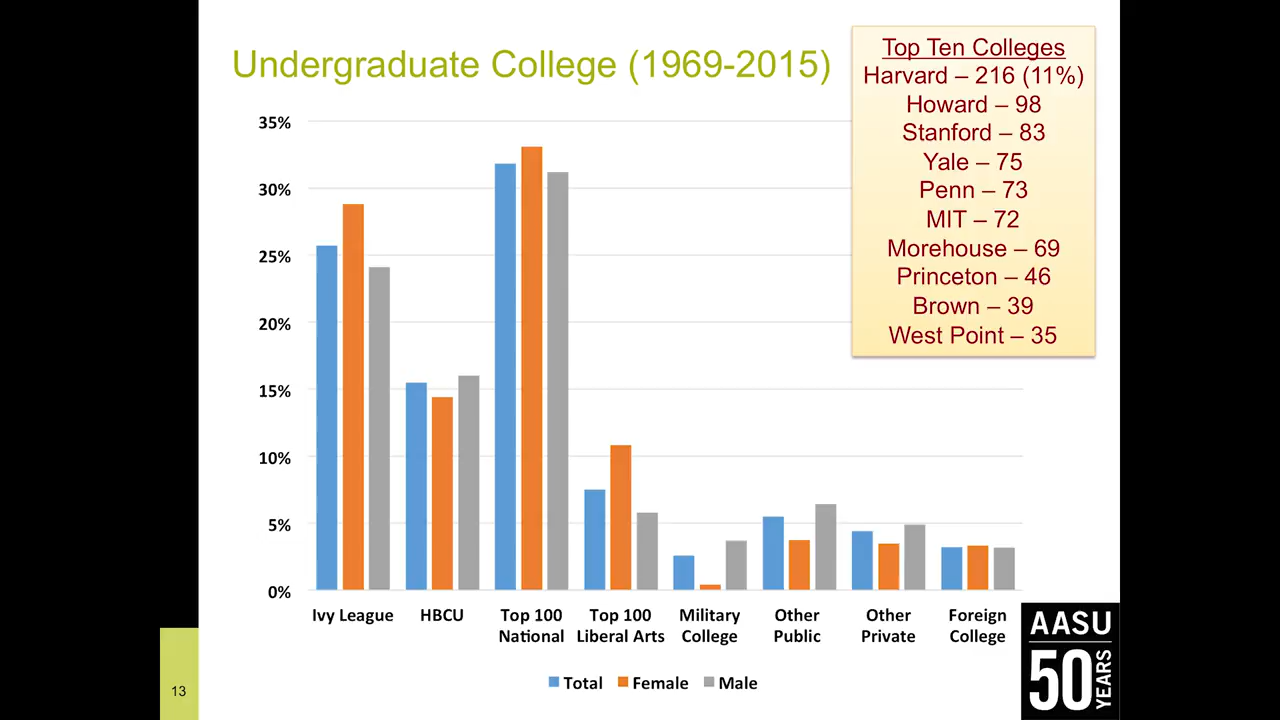 Undergraduate College (1969-2015)
Top Ten Colleges
Harvard – 216 (11%)
Howard – 98
Stanford – 83
Yale – 75
Penn – 73
MIT – 72
Morehouse – 69
Princeton – 46
Brown – 39
West Point – 35
35%
30%
25%
20%
15%
10%
5%
0%
Ivy League
HBCU
Top 100
National
Top 100
Liberal Arts
Military
College
Other
Public
Other
Private
Foreign
College
Total Female Male
13
AASU
50
YEARS